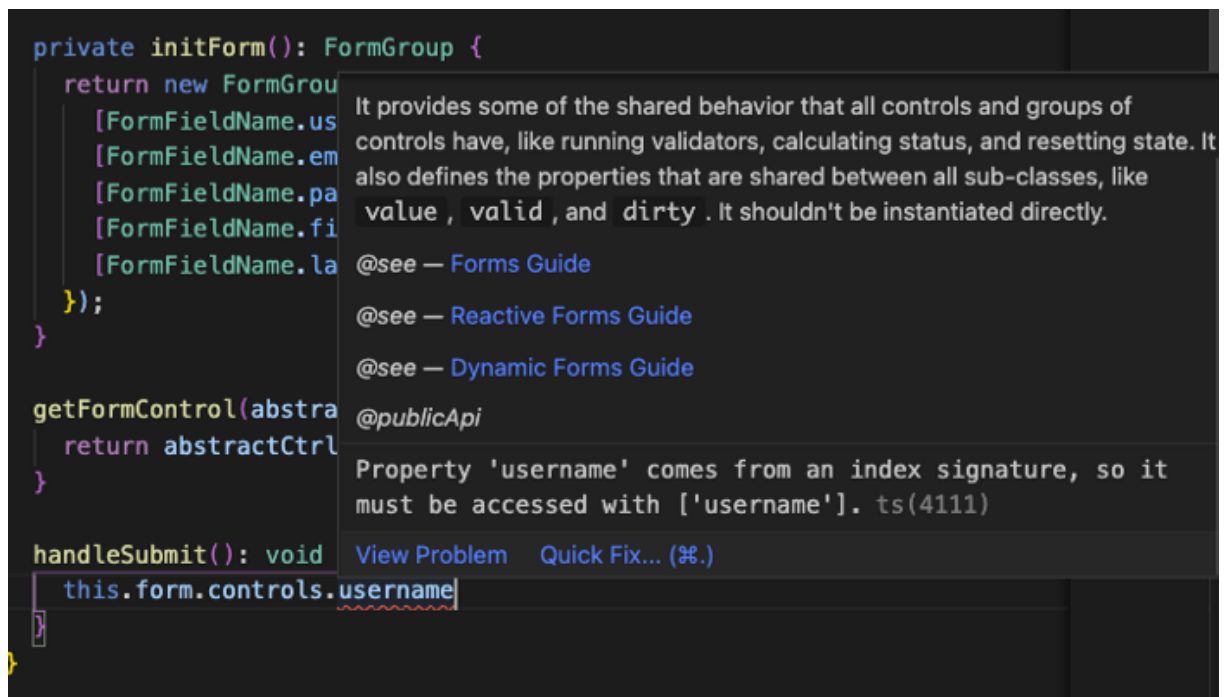 private initForm(): FormGroup {
return new FormGrou
[FormFieldName.us
[FormFieldName.em
[FormFieldName.pa
[FormFieldName.fi
[FormFieldName.la
});
}
getFormControl(abstra
return abstractCtrl
}
handleSubmit(): void
this.form.controls.username
}
}
It provides some of the shared behavior that all controls and groups of
controls have, like running validators, calculating status, and resetting state. It
also defines the properties that are shared between all sub-classes, like
value , valid , and dirty . It shouldn't be instantiated directly.
@see — Forms Guide
@see — Reactive Forms Guide
@see — Dynamic Forms Guide
@publicApi
Property 'username' comes from an index signature, so it
must be accessed with ['username']. ts(4111)
View Problem Quick Fix... (⌘.)